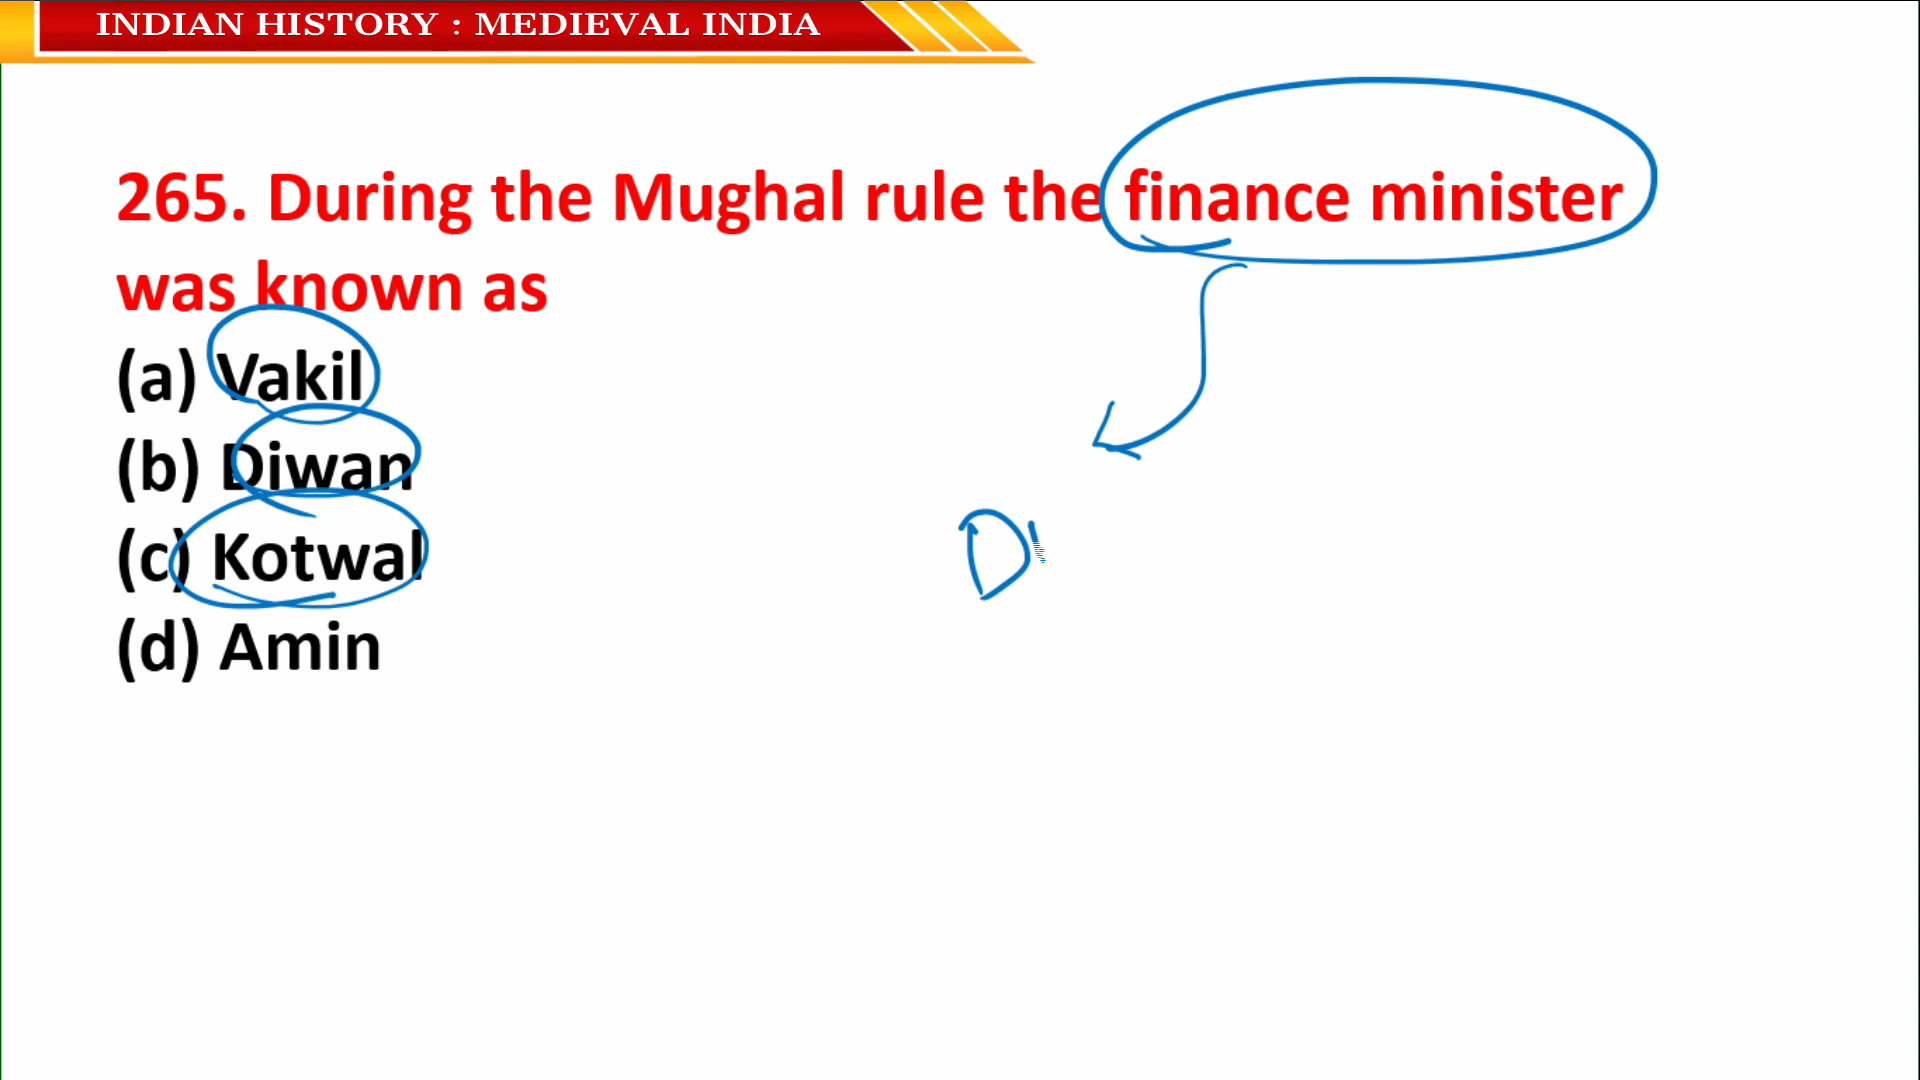 INDIAN HISTORY : MEDIEVAL INDIA
265. During the Mughal rule the finance minister
was known as
(a) Vakil
(b) Diwan
(c) Kotwal
D
(d) Amin